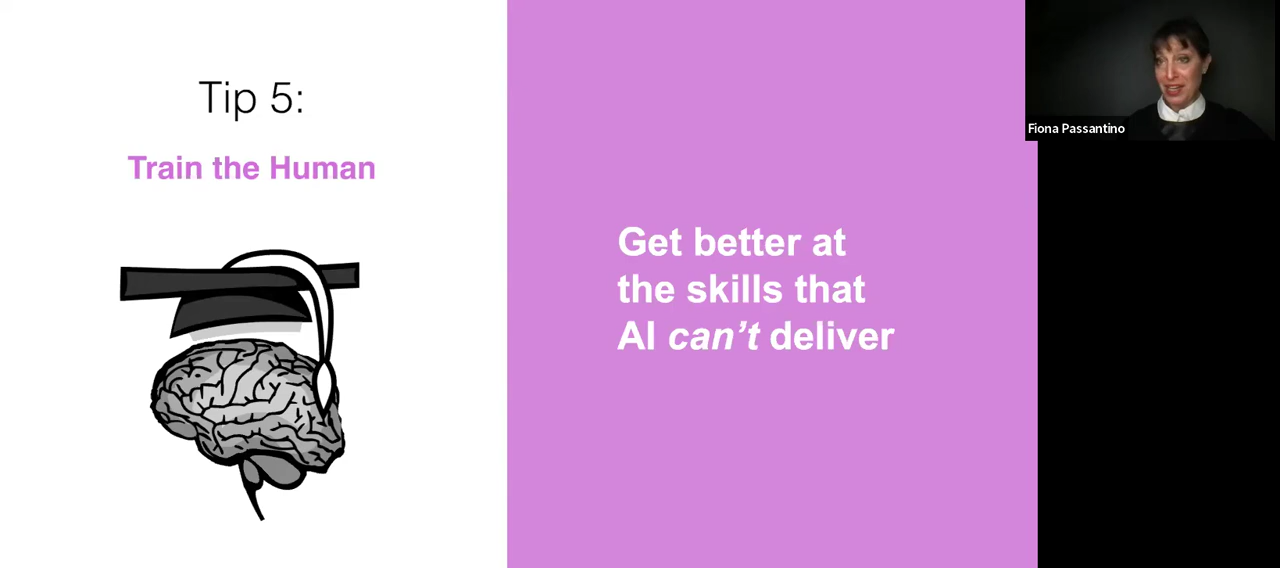 Tip 5:
Train the Human
Get better at
the skills that
AI can't deliver
Fiona Passantino